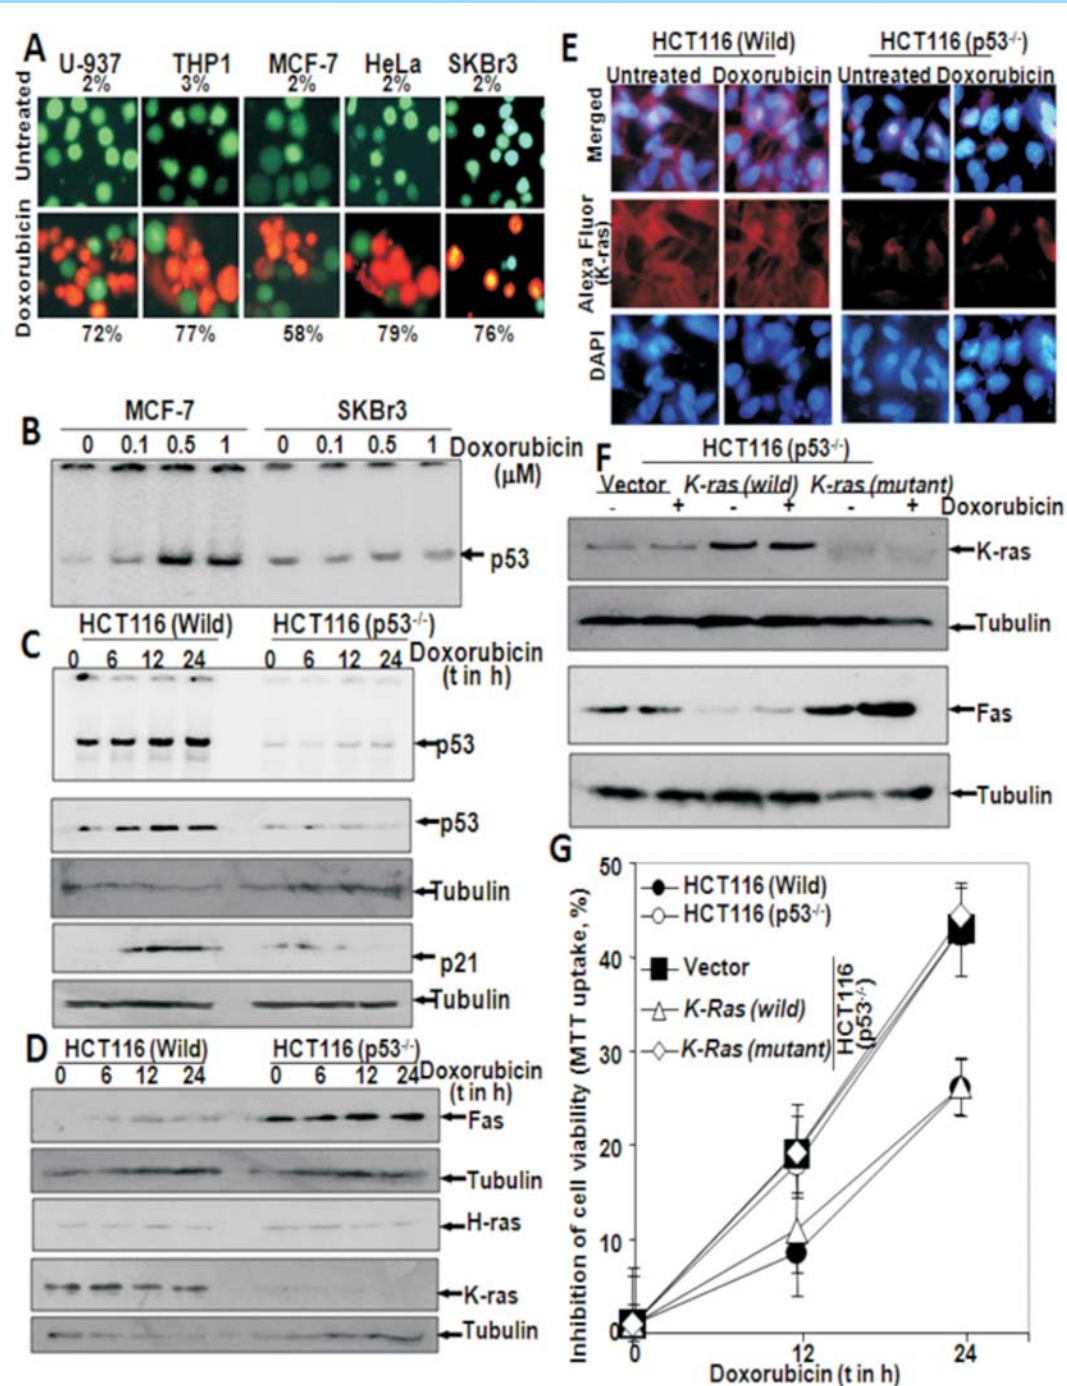 A
U-937 THP1 MCF-7 HeLa SKBr3
2% 3% 2% 2% 2%
Untreated
Doxorubicin
72% 77% 58% 79% 76%
B
MCF-7 SKBr3
0 0.1 0.5 1 0 0.1 0.5 1 Doxorubicin
(μM)
p53
C
HCT116 (Wild) HCT116 (p53-/-)
0 6 12 24 0 6 12 24 Doxorubicin
(t in h)
p53
p53
Tubulin
p21
Tubulin
D
HCT116 (Wild) HCT116 (p53-/-)
0 6 12 24 0 6 12 24 Doxorubicin
(t in h)
Fas
Tubulin
H-ras
K-ras
Tubulin
E
HCT116 (Wild) HCT116 (p53-/-)
Untreated Doxorubicin Untreated Doxorubicin
Merged
Alexa Fluor
(K-ras)
DAPI
F
HCT116 (p53-/-)
Vector K-ras (wild) K-ras (mutant)
- + - + - + Doxorubicin
K-ras
Tubulin
Fas
Tubulin
G
Inhibition of cell viability (MTT uptake, %)
50
40
30
20
10
0
HCT116 (Wild)
HCT116 (p53-/-)
Vector
K-Ras (wild)
K-Ras (mutant)
HCT116
(p53-/-)
0 12 24
Doxorubicin (t in h)